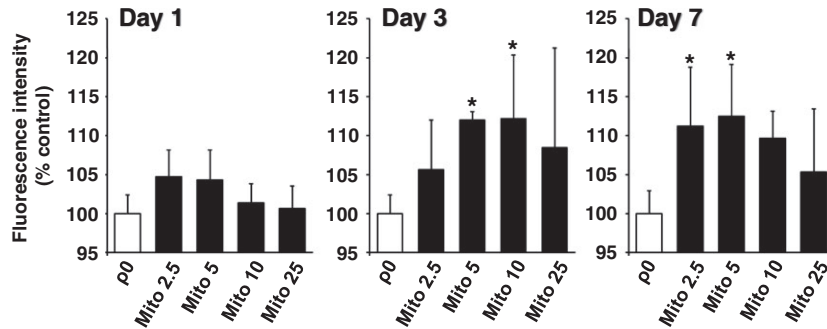 Fluorescence intensity
(% control)
Day 1
125
120
115
110
105
100
95
ρ0
Mito 2.5
Mito 5
Mito 10
Mito 25
Day 3
125
120
115
110
105
100
95
*
*
ρ0
Mito 2.5
Mito 5
Mito 10
Mito 25
Day 7
125
120
115
110
105
100
95
*
*
ρ0
Mito 2.5
Mito 5
Mito 10
Mito 25